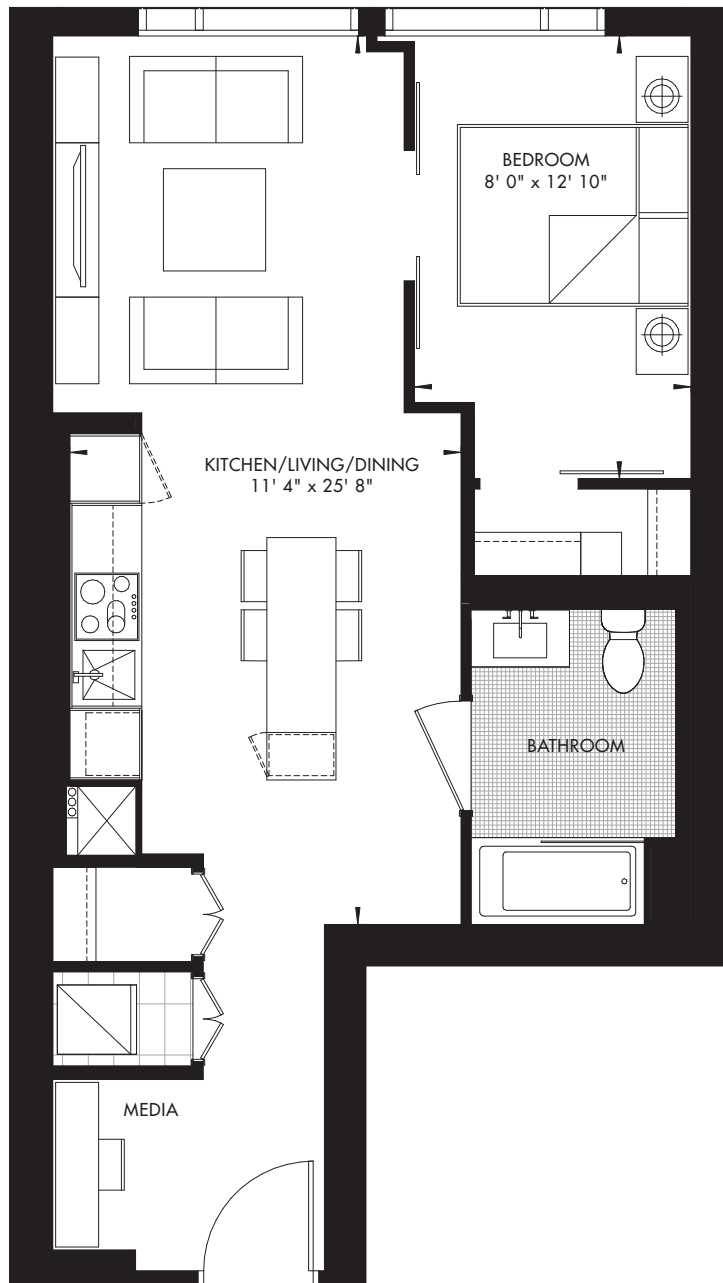 BEDROOM
8' 0" x 12' 10"
KITCHEN/LIVING/DINING
11' 4" x 25' 8"
BATHROOM
MEDIA